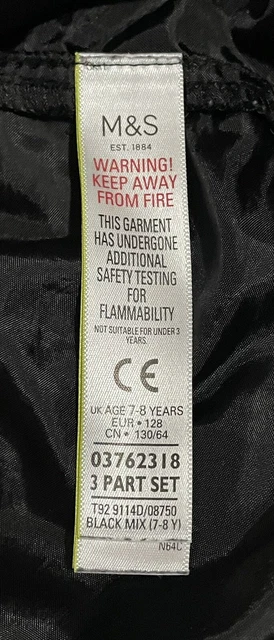 M&S
EST. 1884
WARNING!
KEEP AWAY
FROM FIRE
THIS GARMENT
HAS UNDERGONE
ADDITIONAL
SAFETY TESTING
FOR
FLAMMABILITY
NOT SUITABLE FOR UNDER 3
YEARS.
CE
UK AGE 7-8 YEARS
EUR • 128
CN • 130/64
03762318
3 PART SET
T92 9114D/08750
BLACK MIX (7-8 Y)
N64C